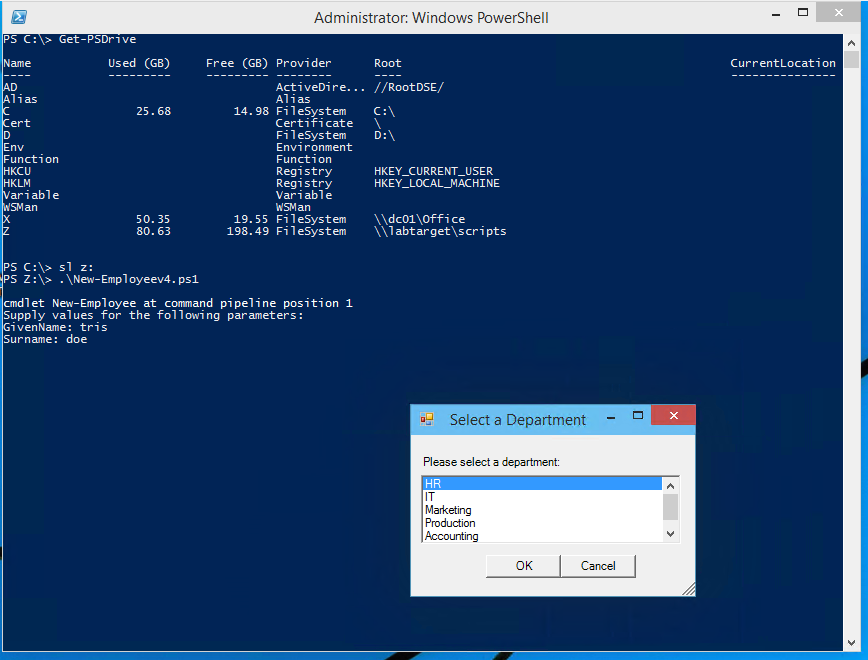 Administrator: Windows PowerShell
PS C:\> Get-PSDrive
Name Used (GB) Free (GB) Provider Root CurrentLocation
---- --------- --------- -------- ---- ---------------
AD ActiveDire... //RootDSE/
Alias Alias
C 25.68 14.98 FileSystem C:\
Cert Certificate \
D FileSystem D:\
Env Environment
Function Function
HKCU Registry HKEY_CURRENT_USER
HKLM Registry HKEY_LOCAL_MACHINE
Variable Variable
WSMan WSMan
X 50.35 19.55 FileSystem \\dc01\Office
Z 80.63 198.49 FileSystem \\labtarget\scripts
PS C:\> sl z:
PS Z:\> .\New-Employeev4.ps1
cmdlet New-Employee at command pipeline position 1
Supply values for the following parameters:
GivenName: tris
Surname: doe
Select a Department
Please select a department:
HR
IT
Marketing
Production
Accounting
OK Cancel